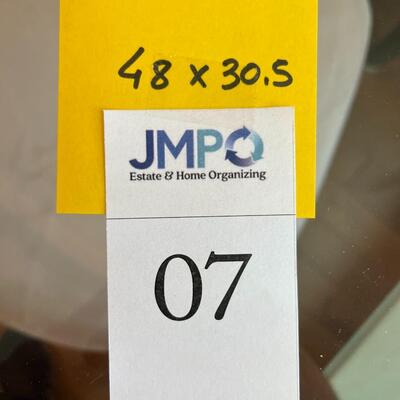 48 x 30.5
JMPO
Estate & Home Organizing
07